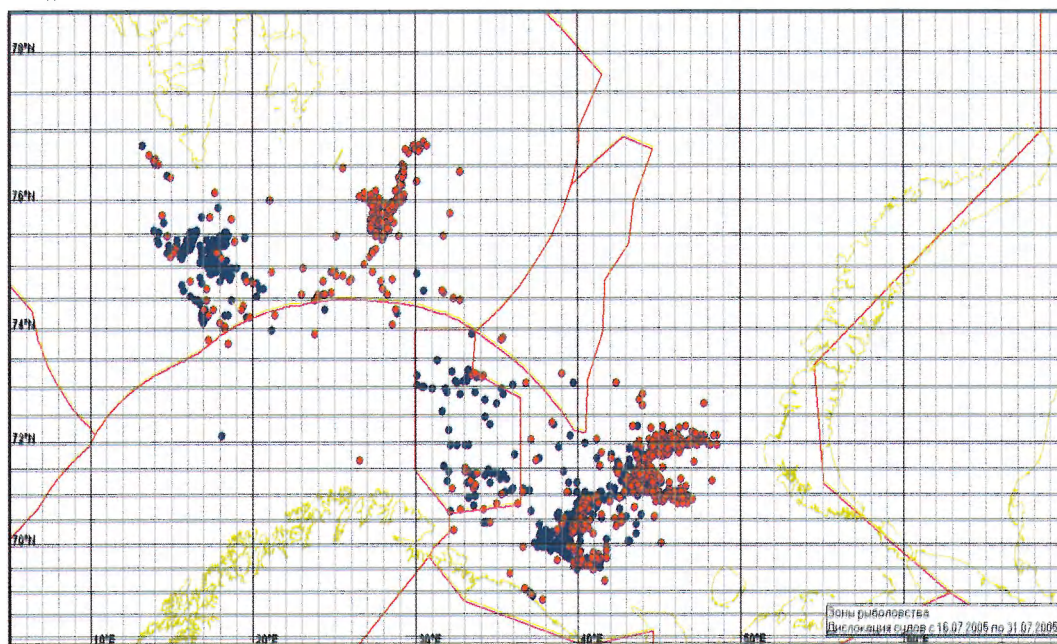 78°N
76°N
74°N
72°N
70°N
10°E 20°E 30°E 40°E
Зоны рыболовства
Дислокация судов с 16.07.2005 по 31.07.2005